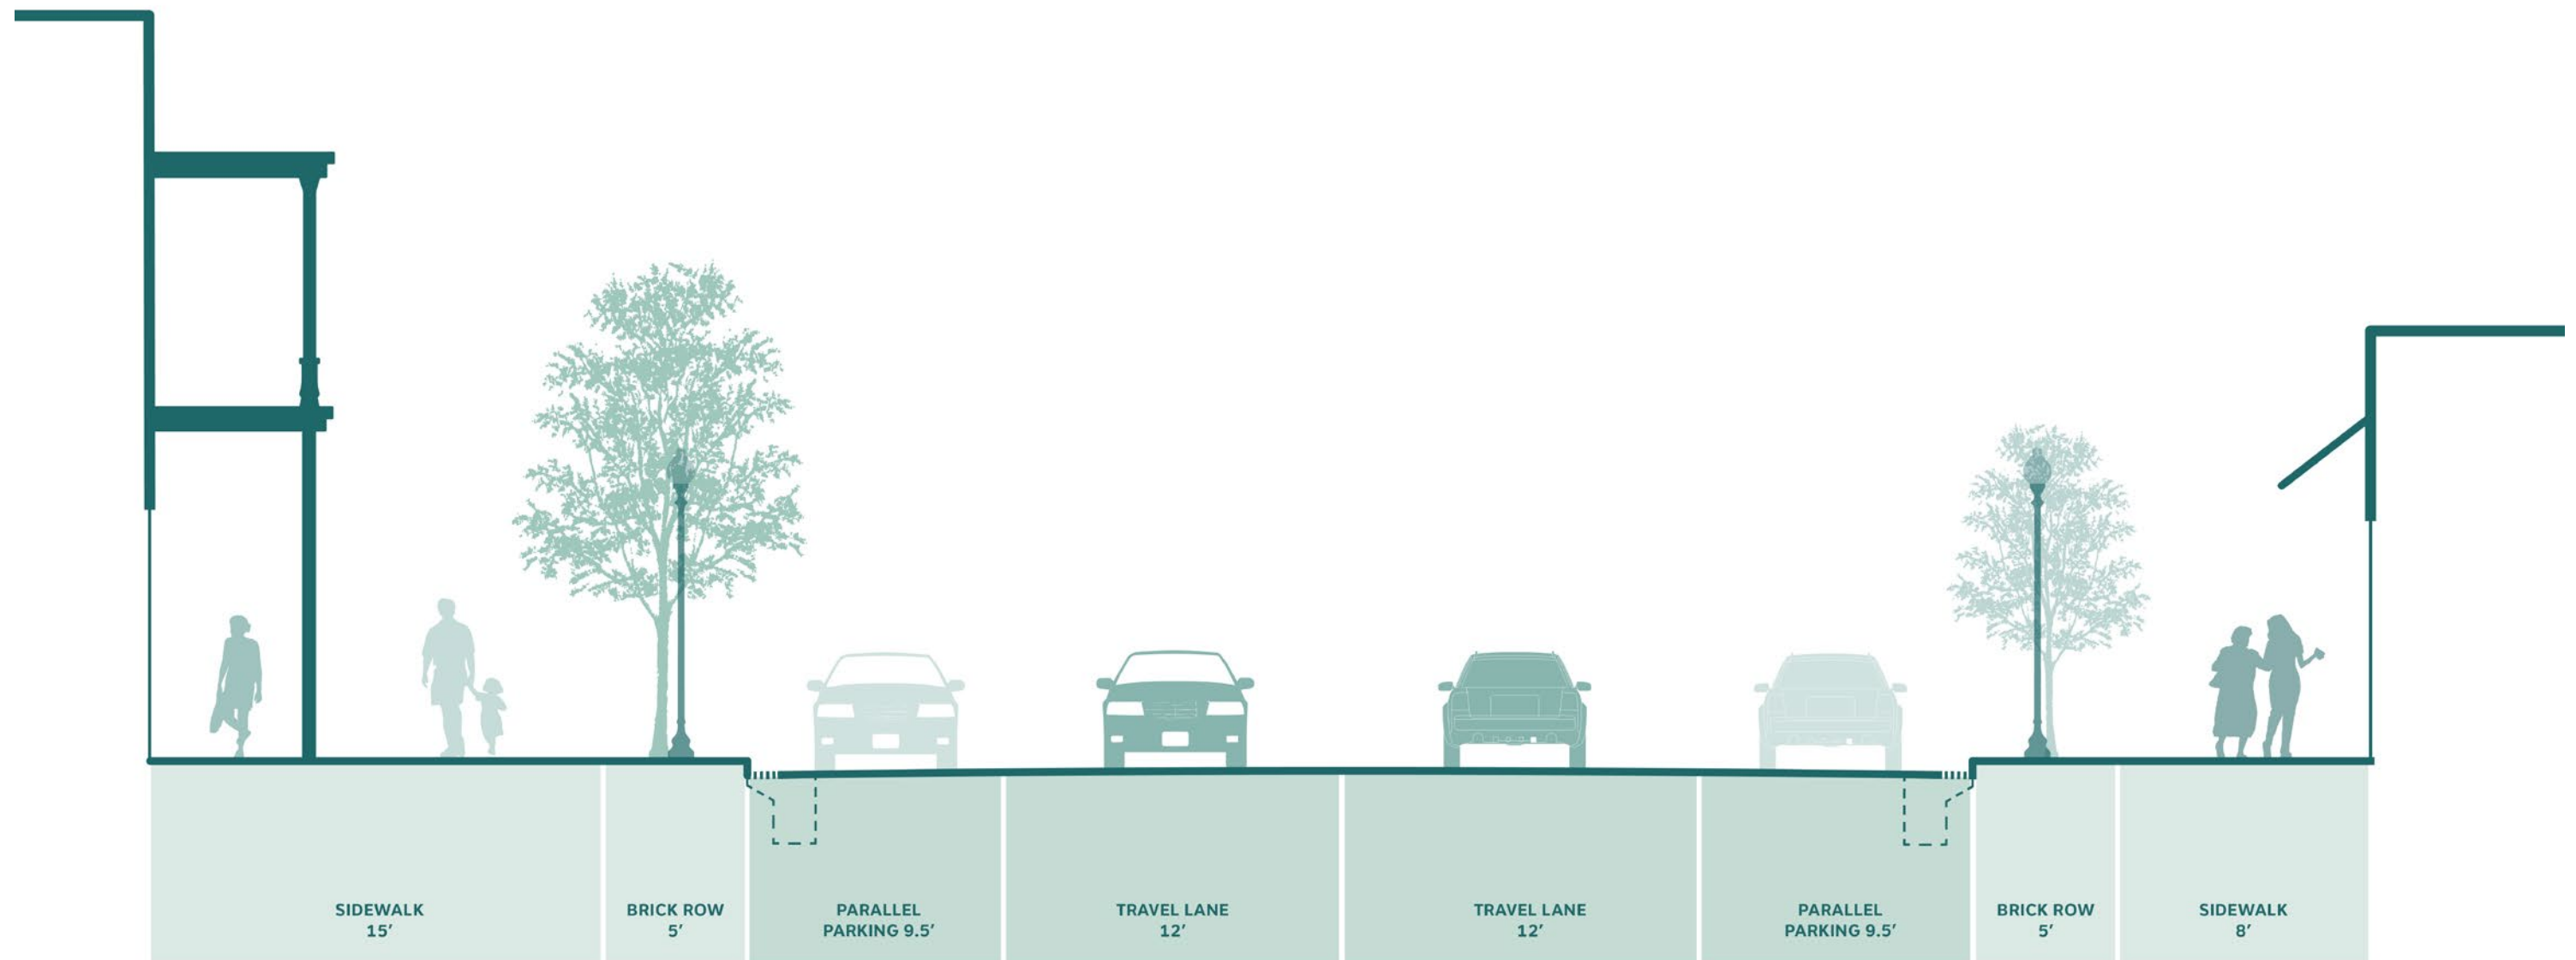 SIDEWALK
15′
BRICK ROW
5′
PARALLEL
PARKING 9.5′
TRAVEL LANE
12′
TRAVEL LANE
12′
PARALLEL
PARKING 9.5′
BRICK ROW
5′
SIDEWALK
8′